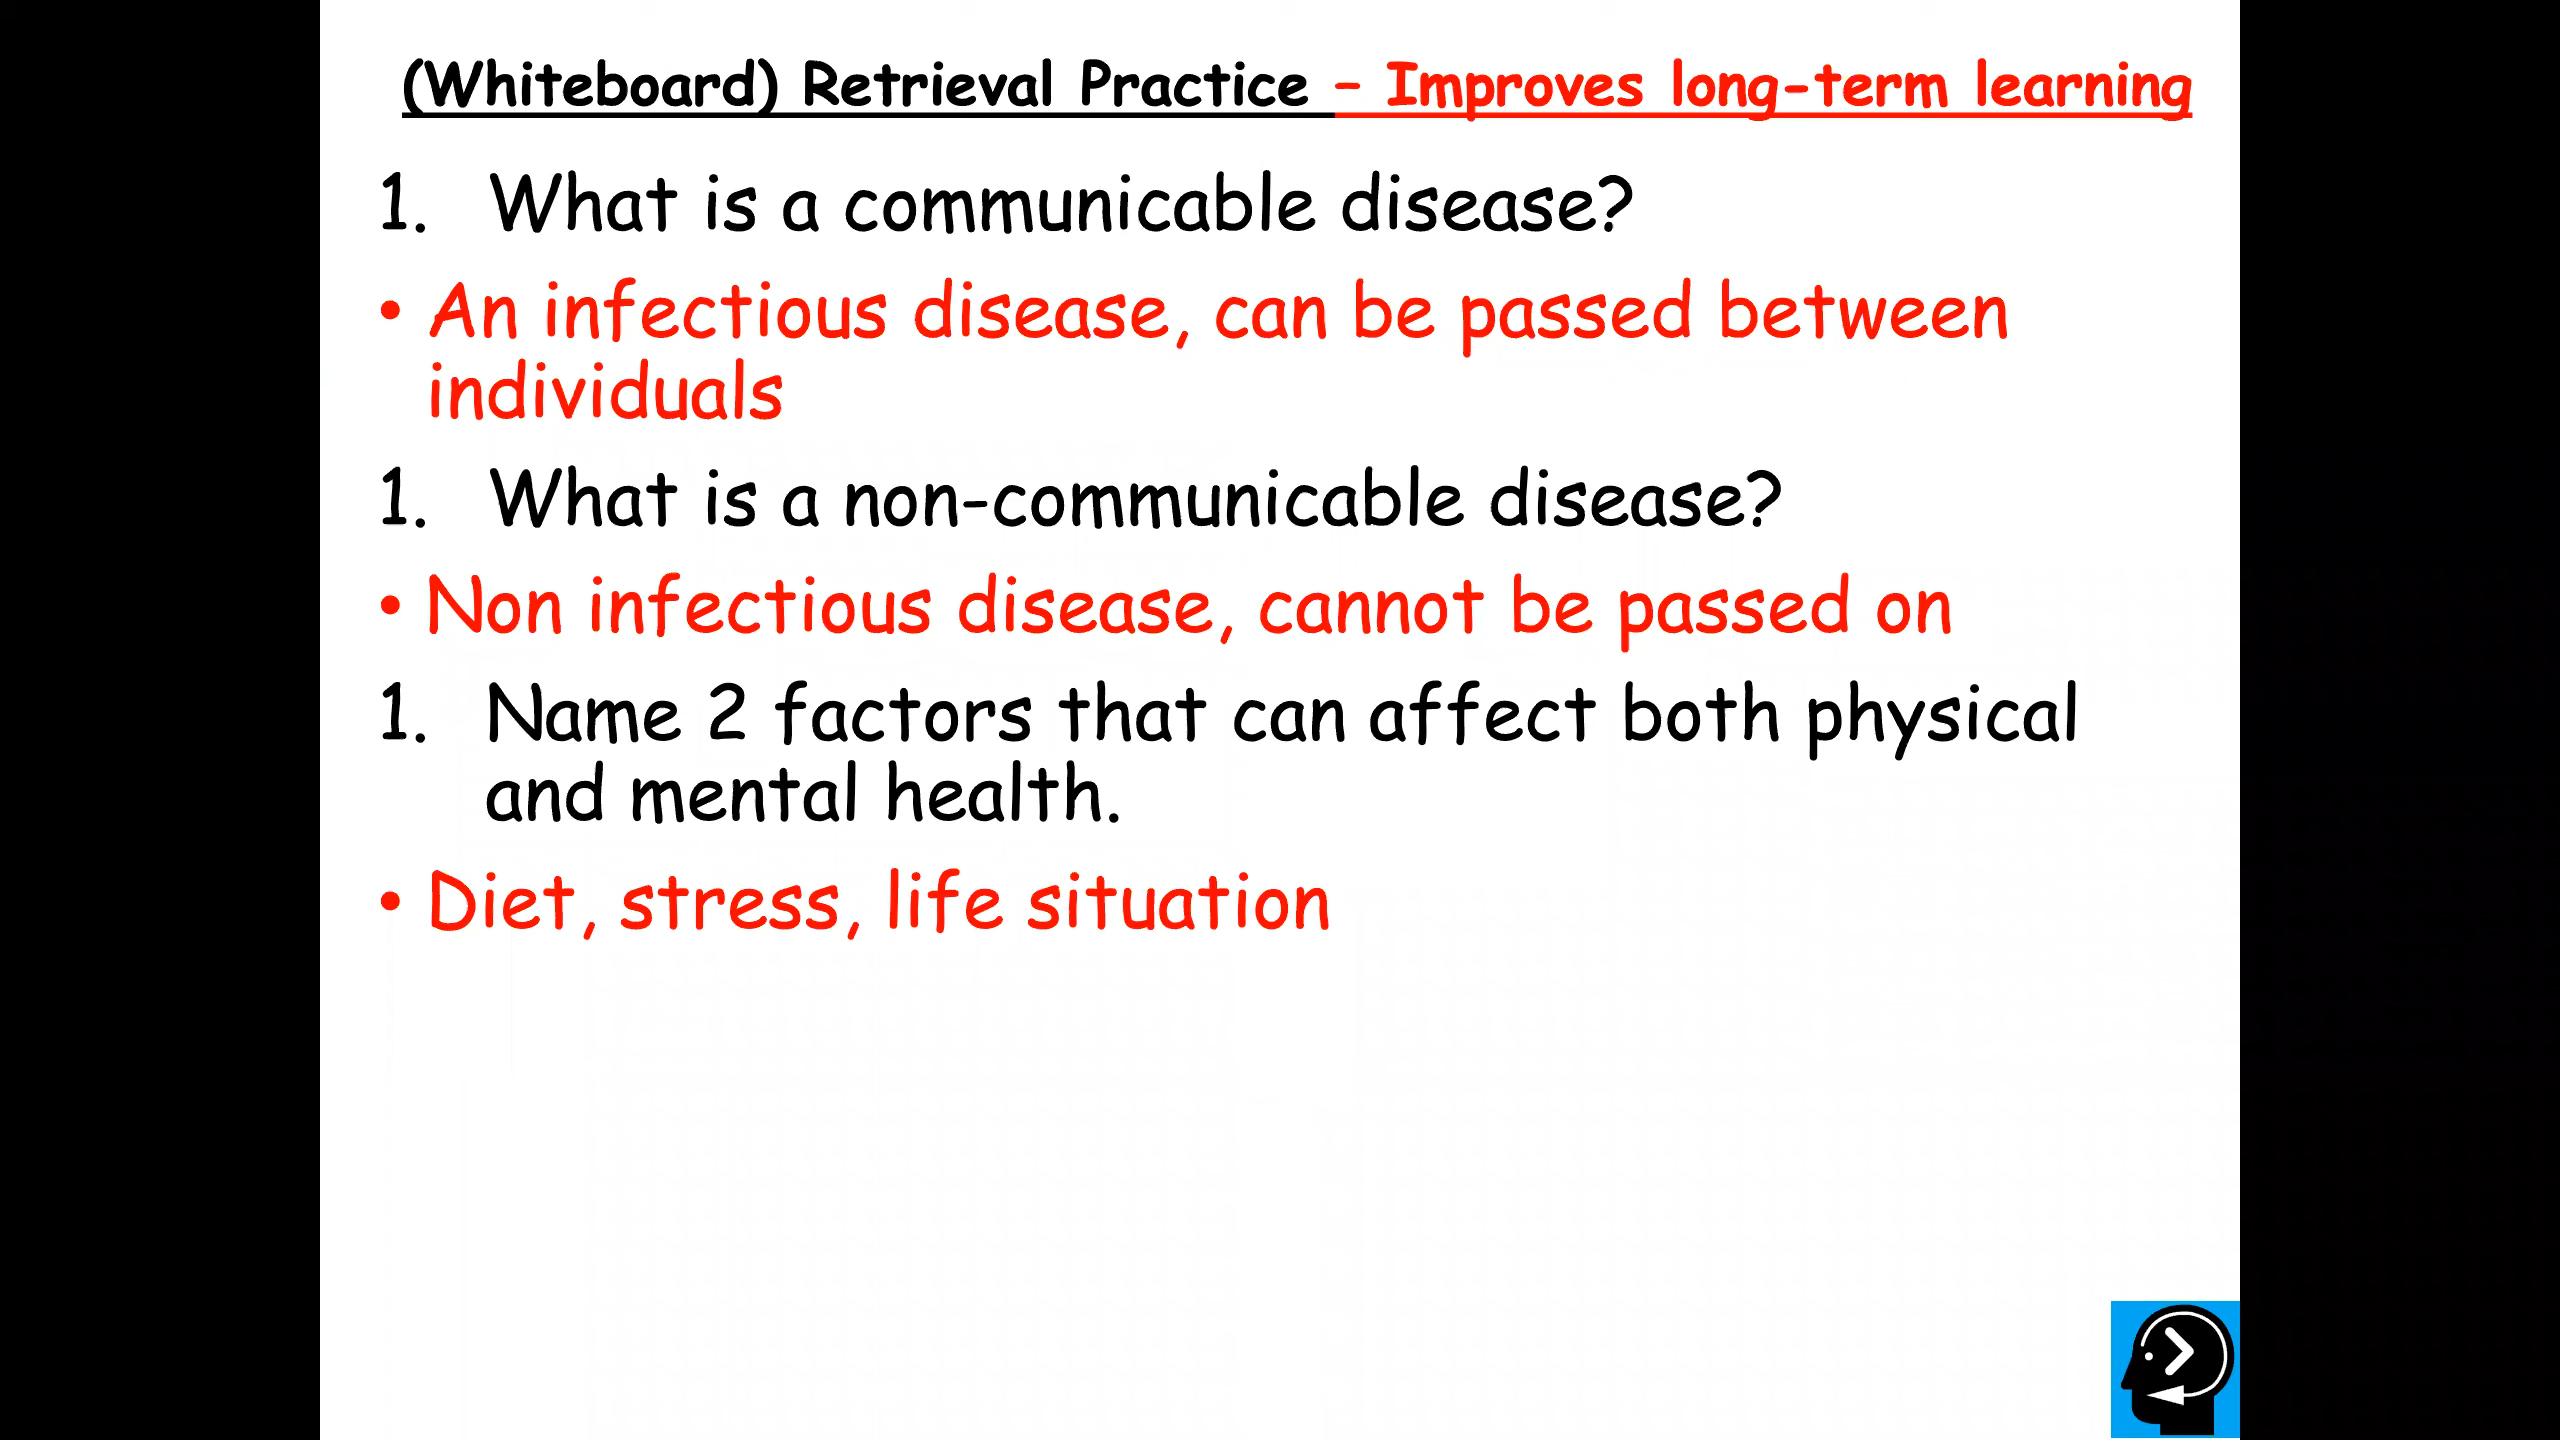 (Whiteboard) Retrieval Practice – Improves long-term learning
1. What is a communicable disease?
• An infectious disease, can be passed between
individuals
1. What is a non-communicable disease?
• Non infectious disease, cannot be passed on
1. Name 2 factors that can affect both physical
and mental health.
• Diet, stress, life situation